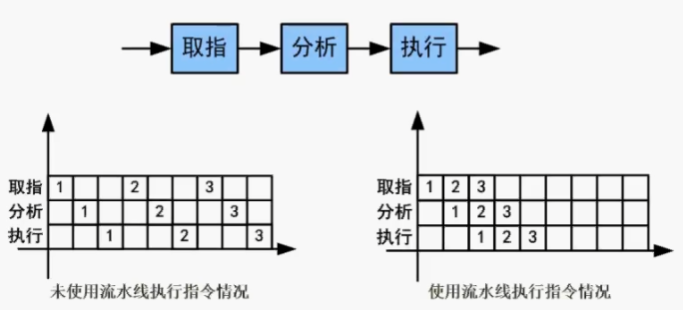 取指 分析 执行
取指 1 2 3
分析 1 2 3
执行 1 2 3
未使用流水线执行指令情况
取指 1 2 3
分析 1 2 3
执行 1 2 3
使用流水线执行指令情况